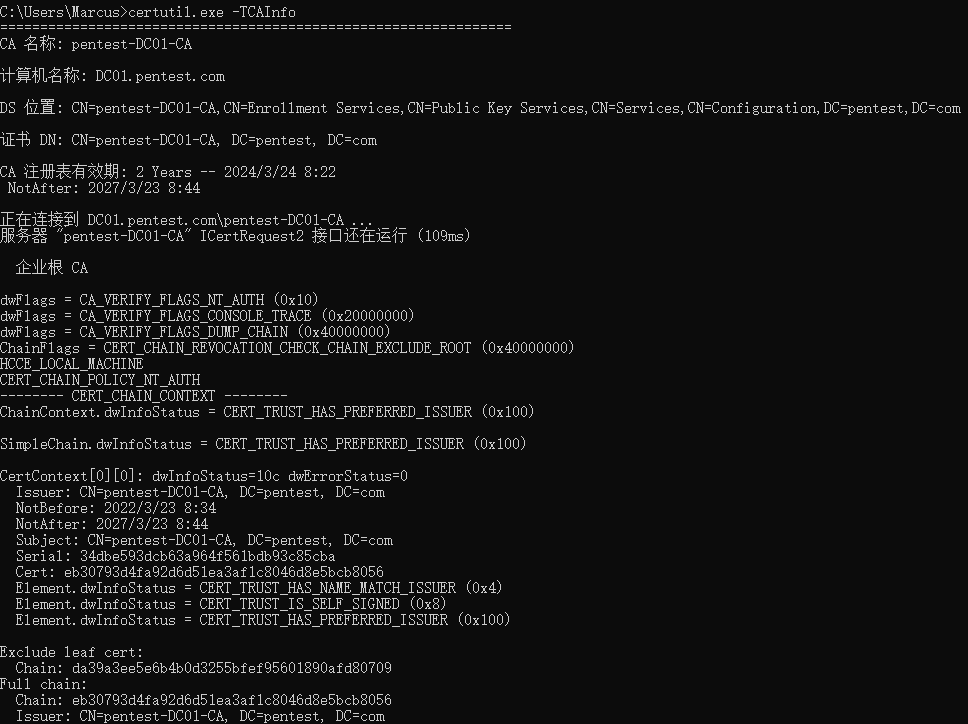 C:\Users\Marcus>certutil.exe -TCAInfo
================================================================
CA 名称: pentest-DC01-CA
计算机名称: DC01.pentest.com
DS 位置: CN=pentest-DC01-CA,CN=Enrollment Services,CN=Public Key Services,CN=Services,CN=Configuration,DC=pentest,DC=com
证书 DN: CN=pentest-DC01-CA, DC=pentest, DC=com
CA 注册表有效期: 2 Years -- 2024/3/24 8:22
NotAfter: 2027/3/23 8:44
正在连接到 DC01.pentest.com\pentest-DC01-CA ...
服务器 "pentest-DC01-CA" ICertRequest2 接口还在运行 (109ms)
企业根 CA
dwFlags = CA_VERIFY_FLAGS_NT_AUTH (0x10)
dwFlags = CA_VERIFY_FLAGS_CONSOLE_TRACE (0x20000000)
dwFlags = CA_VERIFY_FLAGS_DUMP_CHAIN (0x40000000)
ChainFlags = CERT_CHAIN_REVOCATION_CHECK_CHAIN_EXCLUDE_ROOT (0x40000000)
HCCE_LOCAL_MACHINE
CERT_CHAIN_POLICY_NT_AUTH
-------- CERT_CHAIN_CONTEXT --------
ChainContext.dwInfoStatus = CERT_TRUST_HAS_PREFERRED_ISSUER (0x100)
SimpleChain.dwInfoStatus = CERT_TRUST_HAS_PREFERRED_ISSUER (0x100)
CertContext[0][0]: dwInfoStatus=10c dwErrorStatus=0
Issuer: CN=pentest-DC01-CA, DC=pentest, DC=com
NotBefore: 2022/3/23 8:34
NotAfter: 2027/3/23 8:44
Subject: CN=pentest-DC01-CA, DC=pentest, DC=com
Serial: 34dbe593dcb63a964f561bdb93c85cba
Cert: eb30793d4fa92d6d51ea3af1c8046d8e5bcb8056
Element.dwInfoStatus = CERT_TRUST_HAS_NAME_MATCH_ISSUER (0x4)
Element.dwInfoStatus = CERT_TRUST_IS_SELF_SIGNED (0x8)
Element.dwInfoStatus = CERT_TRUST_HAS_PREFERRED_ISSUER (0x100)
Exclude leaf cert:
Chain: da39a3ee5e6b4b0d3255bfef95601890afd80709
Full chain:
Chain: eb30793d4fa92d6d51ea3af1c8046d8e5bcb8056
Issuer: CN=pentest-DC01-CA, DC=pentest, DC=com